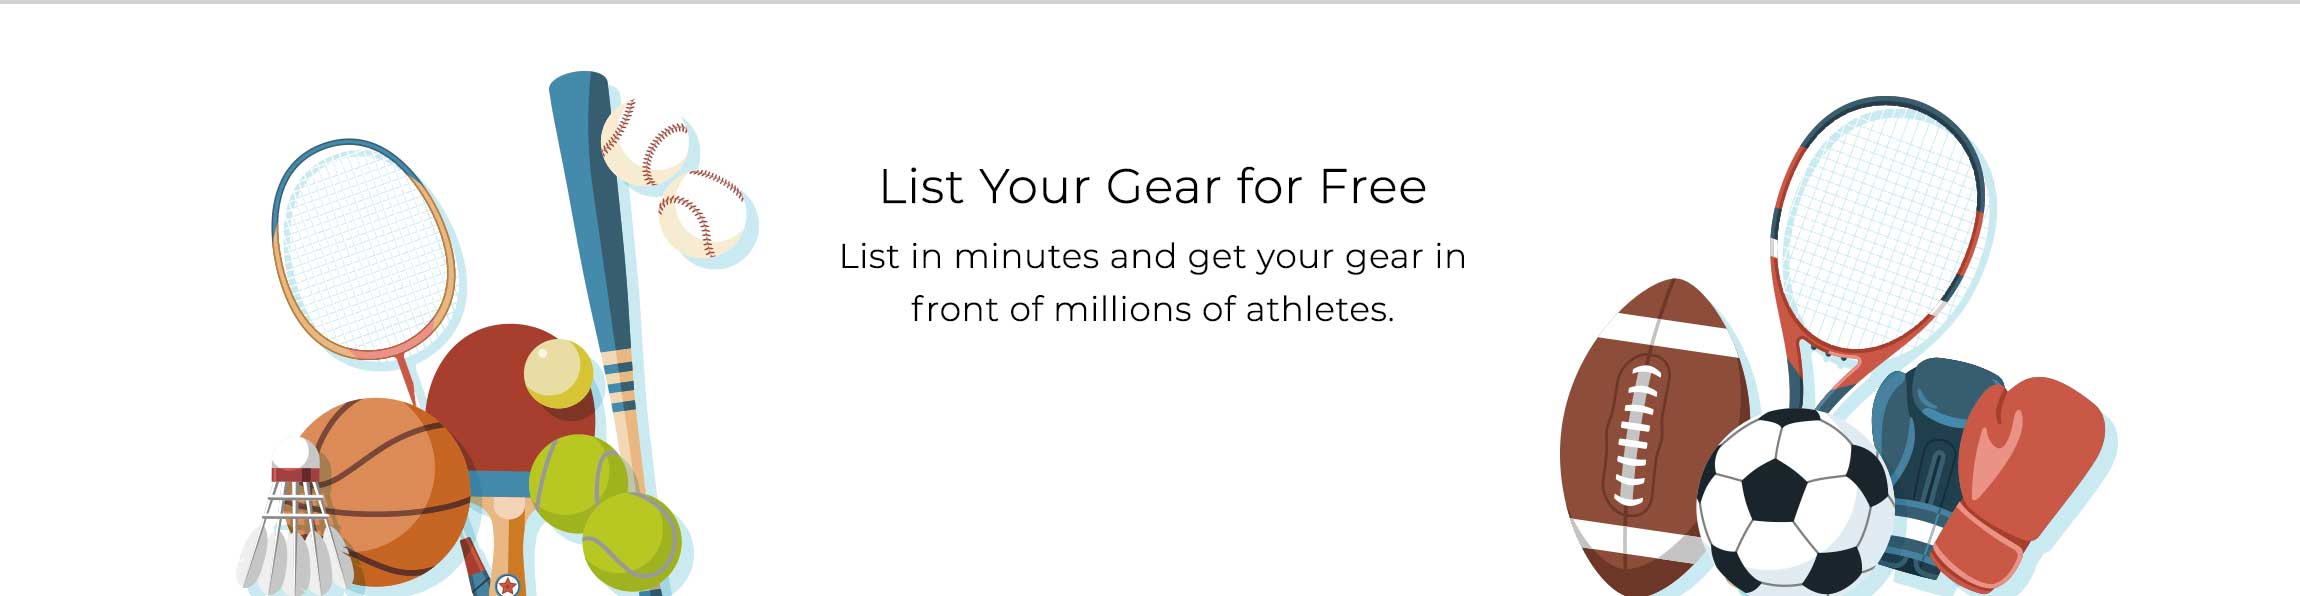 List Your Gear for Free
List in minutes and get your gear in
front of millions of athletes.